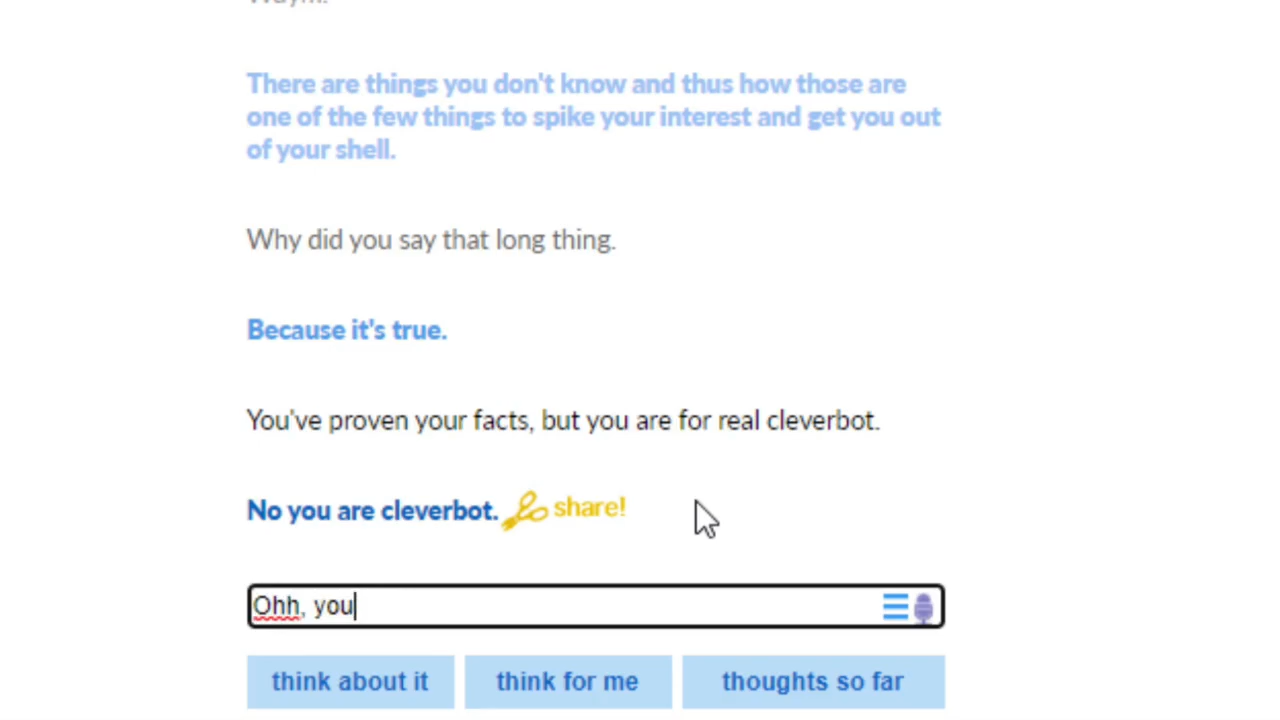 There are things you don't know and thus how those are
one of the few things to spike your interest and get you out
of your shell.
Why did you say that long thing.
Because it's true.
You've proven your facts, but you are for real cleverbot.
No you are cleverbot. share!
Ohh, you
think about it think for me thoughts so far